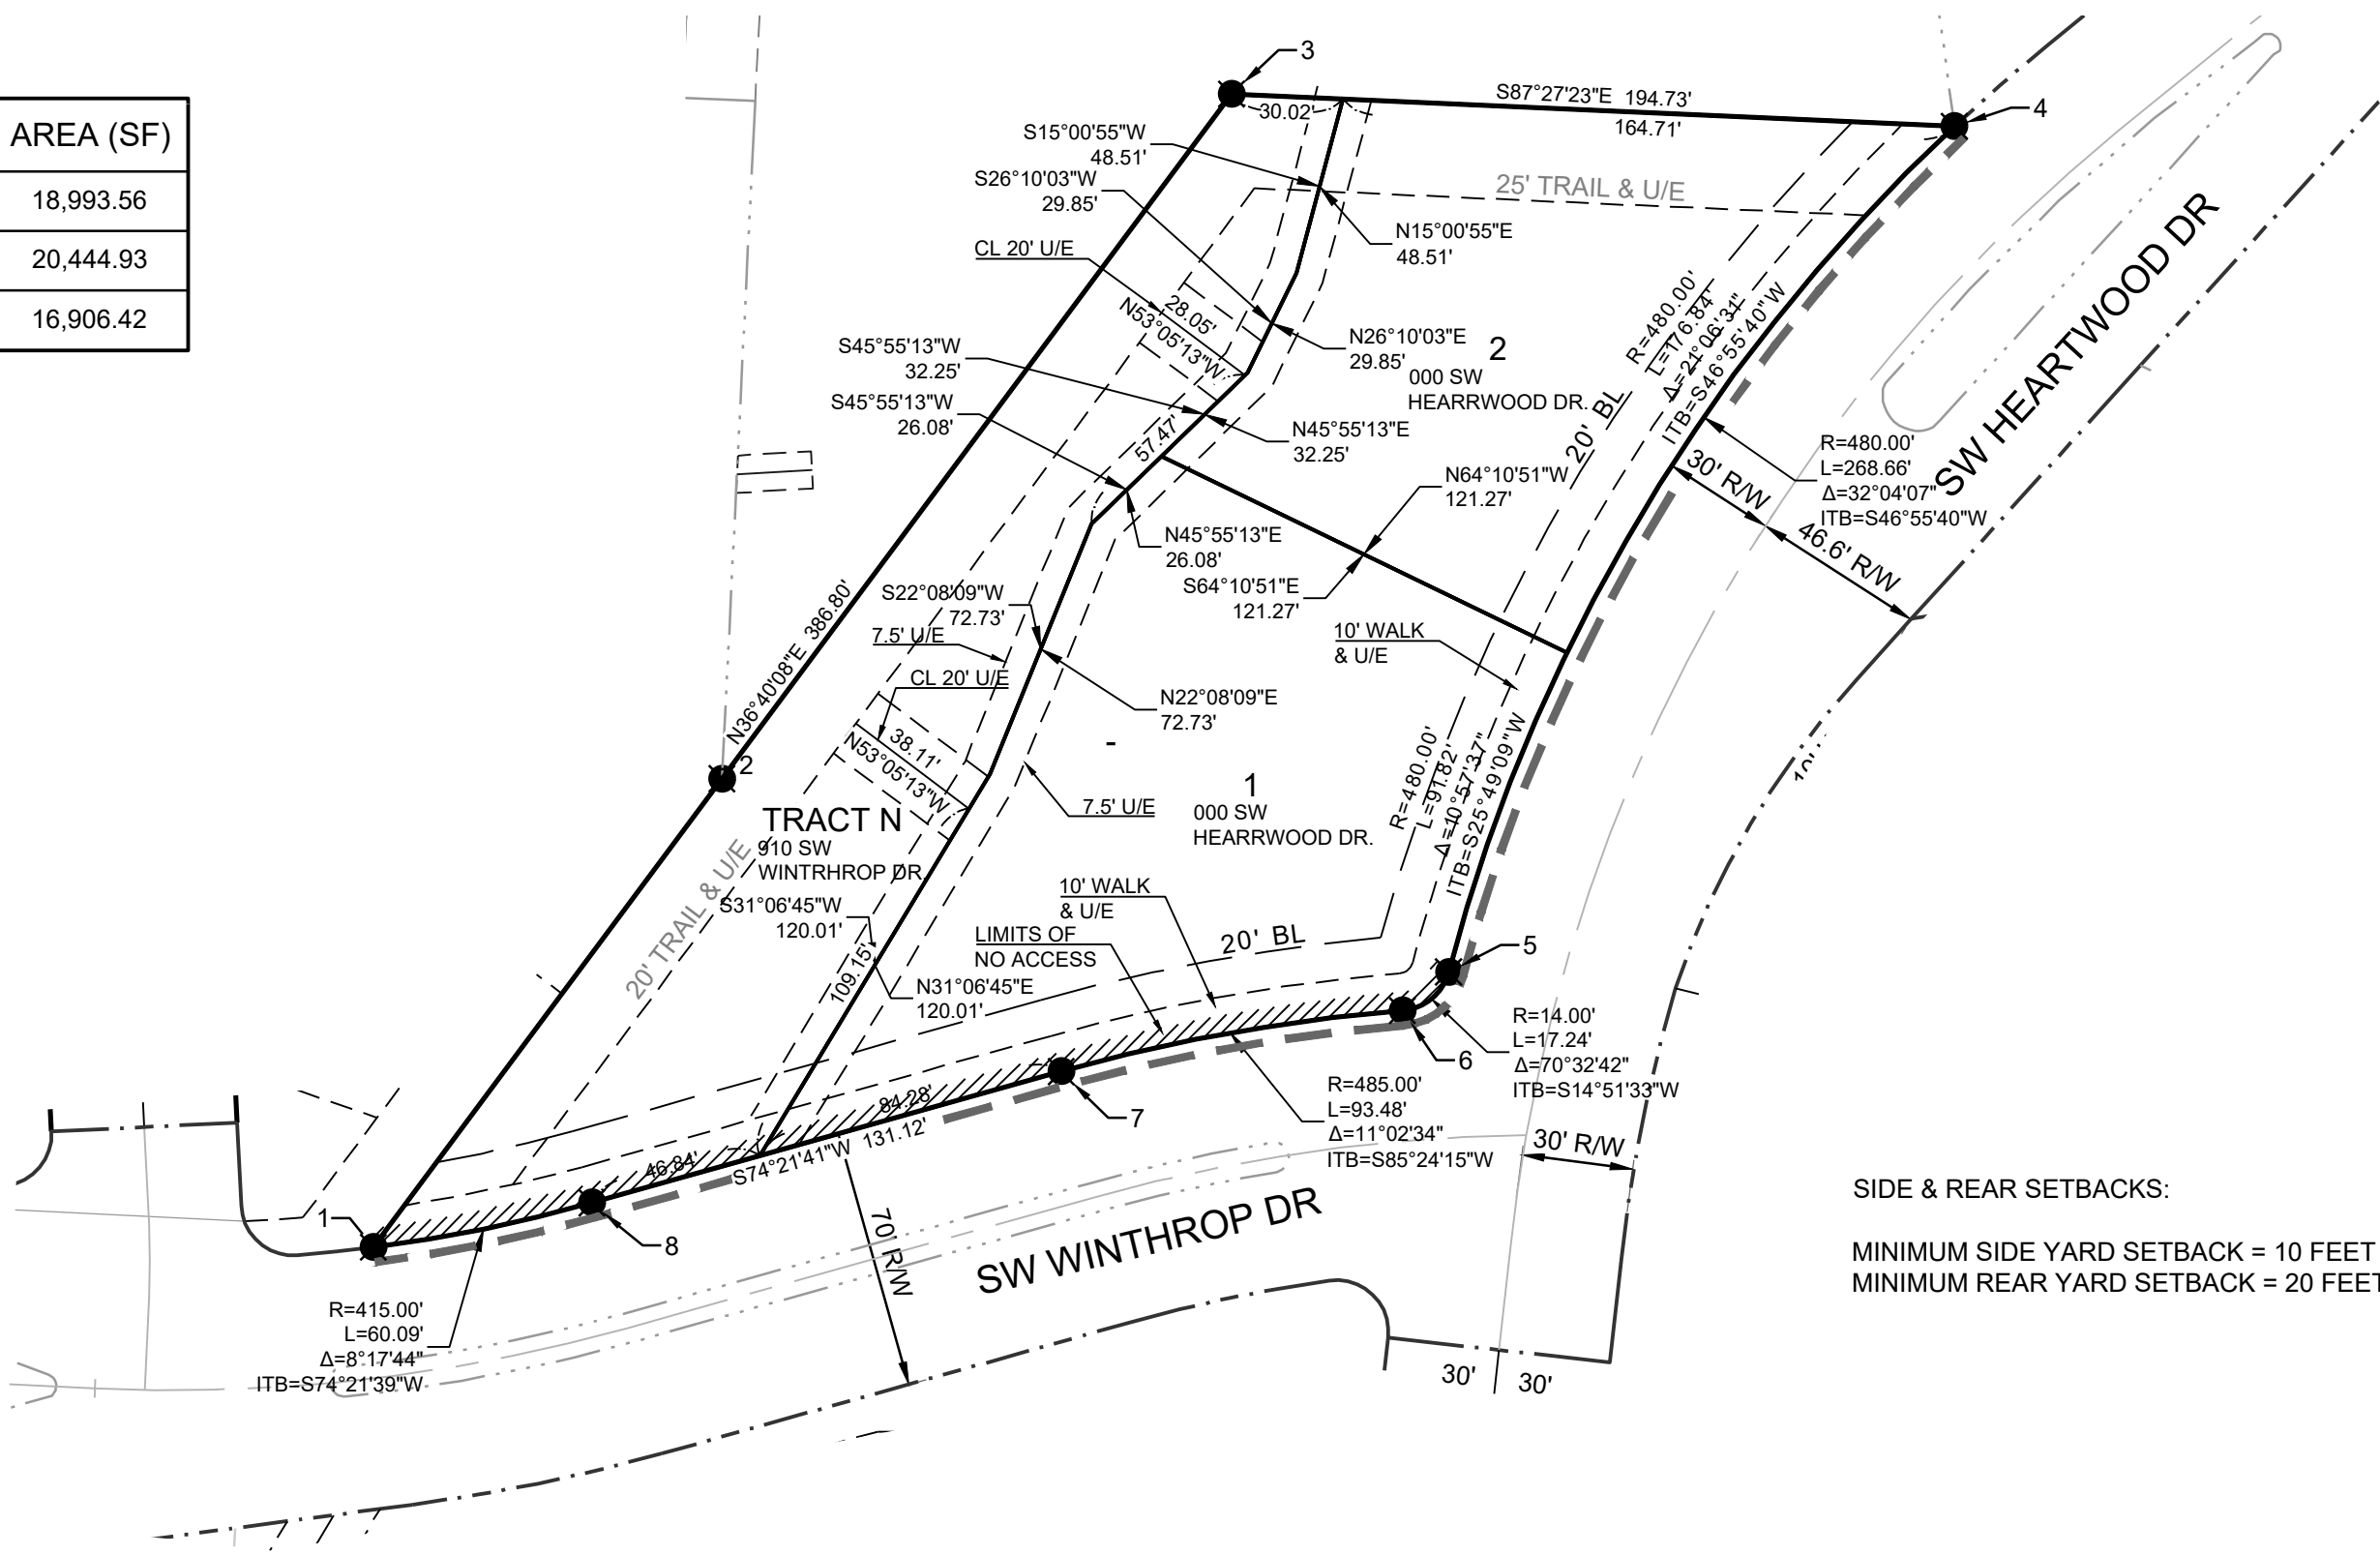 AREA (SF)
18,993.56
20,444.93
16,906.42
3
S87°27'23"E 194.73'
4
30.02'
164.71'
S15°00'55"W
48.51'
S26°10'03"W
29.85'
25' TRAIL & U/E
N15°00'55"E
48.51'
CL 20' U/E
28.05'
N53°05'13"W
SW HEARTWOOD DR
R=480.00'
L=176.84'
Δ=21°06'31"
ITB=S46°55'40"W
S45°55'13"W
32.25'
N26°10'03"E
29.85'
2
000 SW
HEARRWOOD DR.
S45°55'13"W
26.08'
57.47'
N45°55'13"E
32.25'
20' BL
R=480.00'
L=268.66'
Δ=32°04'07"
ITB=S46°55'40"W
30' R/W
46.6' R/W
N64°10'51"W
121.27'
N45°55'13"E
26.08'
S64°10'51"E
121.27'
S22°08'09"W
72.73'
N36°40'08"E 386.80'
7.5' U/E
10' WALK
& U/E
CL 20' U/E
N22°08'09"E
72.73'
38.11'
N53°05'13"W
2
-
10'
R=480.00'
L=91.82'
Δ=10°57'37"
ITB=S25°49'09"W
7.5' U/E
1
000 SW
HEARRWOOD DR.
TRACT N
910 SW
WINTRHROP DR.
20' TRAIL & U/E
S31°06'45"W
120.01'
109.15'
10' WALK
& U/E
LIMITS OF
NO ACCESS
20' BL
N31°06'45"E
120.01'
5
R=14.00'
L=17.24'
Δ=70°32'42"
ITB=S14°51'33"W
6
R=485.00'
L=93.48'
Δ=11°02'34"
ITB=S85°24'15"W
7
84.28'
S74°21'41"W 131.12'
46.84'
30' R/W
1
8
70' R/W
SW WINTHROP DR
SIDE & REAR SETBACKS:
MINIMUM SIDE YARD SETBACK = 10 FEET
MINIMUM REAR YARD SETBACK = 20 FEET
R=415.00'
L=60.09'
Δ=8°17'44"
ITB=S74°21'39"W
30'
30'